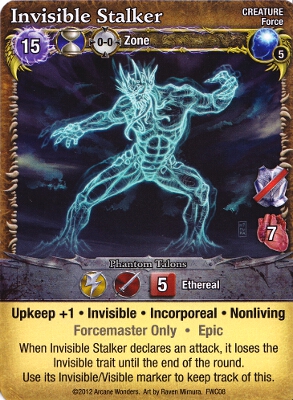 Invisible Stalker
CREATURE
Force
15
0-0 Zone
5
7
Phantom Talons
5 Ethereal
Upkeep +1 • Invisible • Incorporeal • Nonliving
Forcemaster Only • Epic
When Invisible Stalker declares an attack, it loses the
Invisible trait until the end of the round.
Use its Invisible/Visible marker to keep track of this.
©2012 Arcane Wonders. Art by Raven Mimura. FWC08